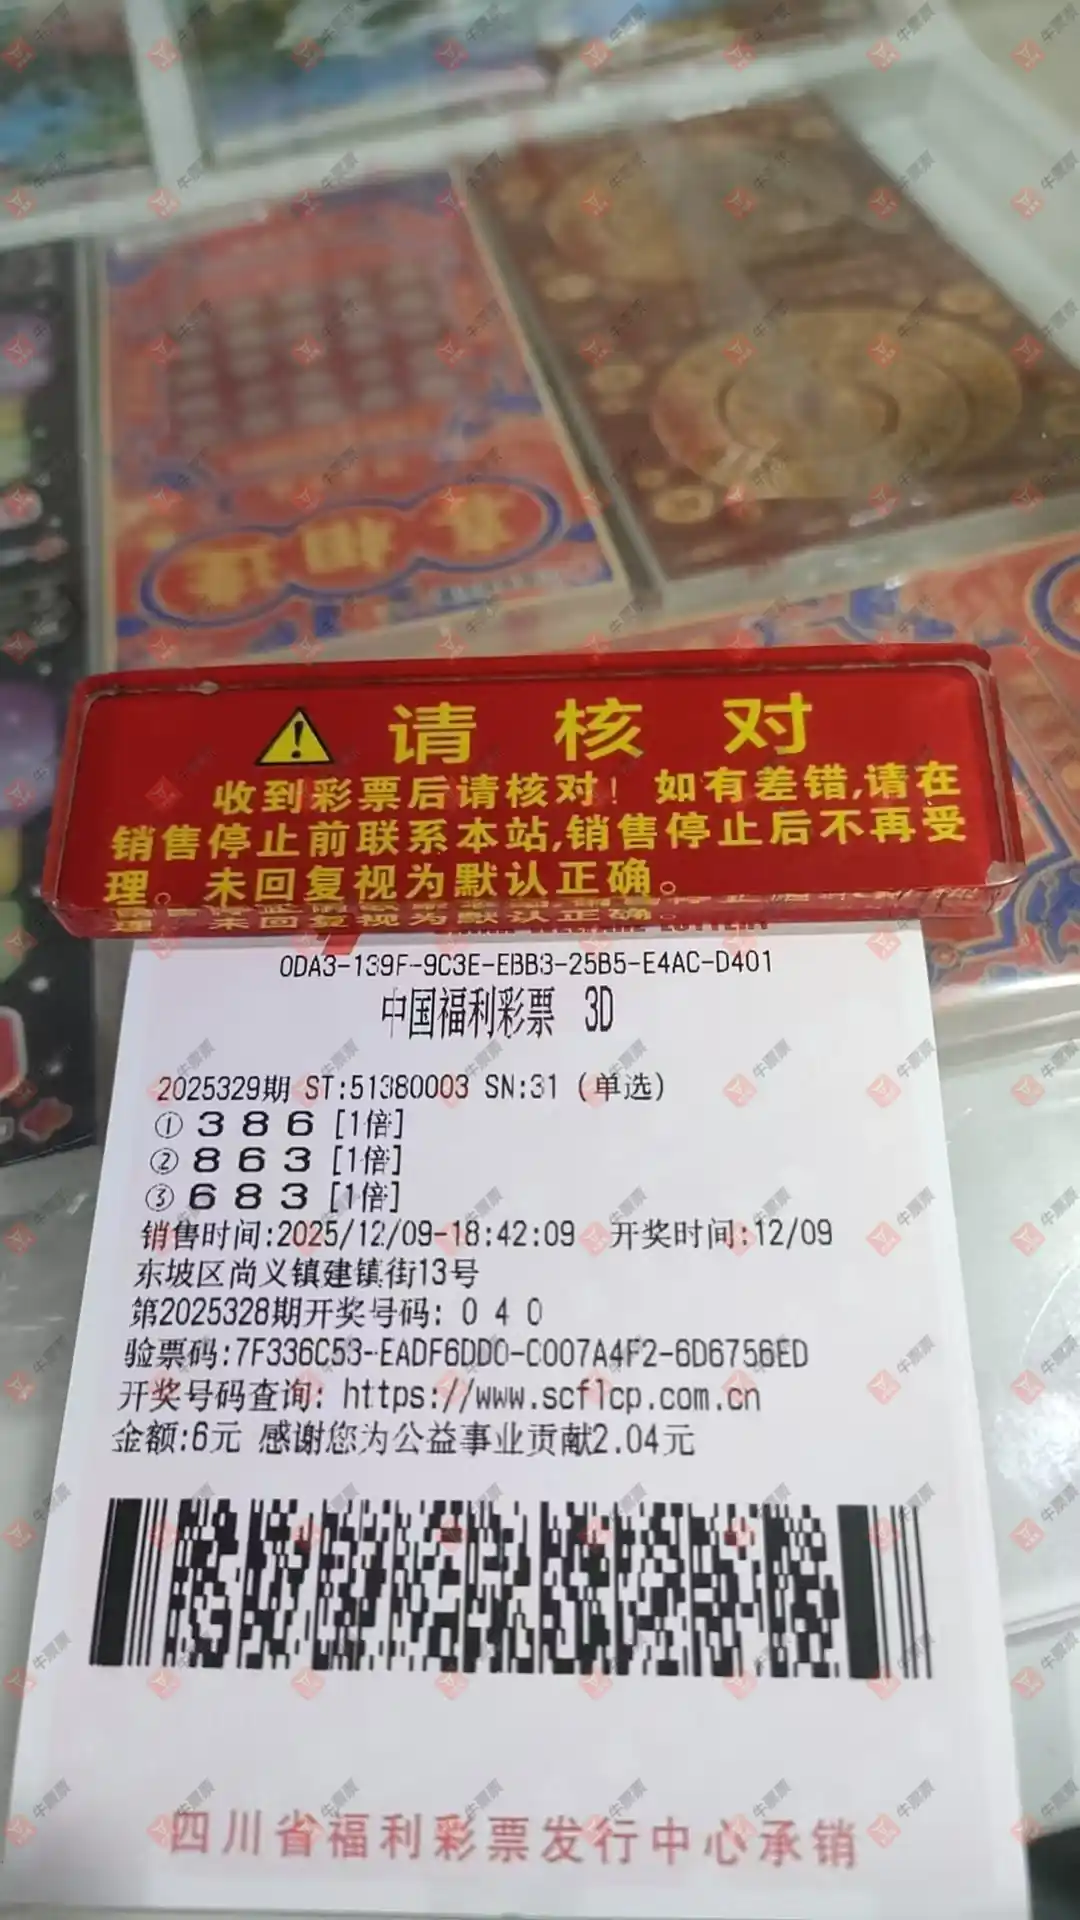 请 核 对
收到彩票后请核对！如有差错,请在
销售停止前联系本站,销售停止后不再受
理。未回复视为默认正确。
0DA3-139F-9C3E-EBB3-25B5-E4AC-D401
中国福利彩票 3D
2025329期 ST:51380003 SN:31 (单选)
① 3 8 6 [1倍]
② 8 6 3 [1倍]
③ 6 8 3 [1倍]
销售时间:2025/12/09-18:42:09 开奖时间:12/09
东坡区尚义镇建镇街13号
第2025328期开奖号码: 0 4 0
验票码:7F336C53-EADF6DD0-C007A4F2-6D6756ED
开奖号码查询: https://www.scflcp.com.cn
金额:6元 感谢您为公益事业贡献2.04元
四川省福利彩票发行中心承销
牛票票